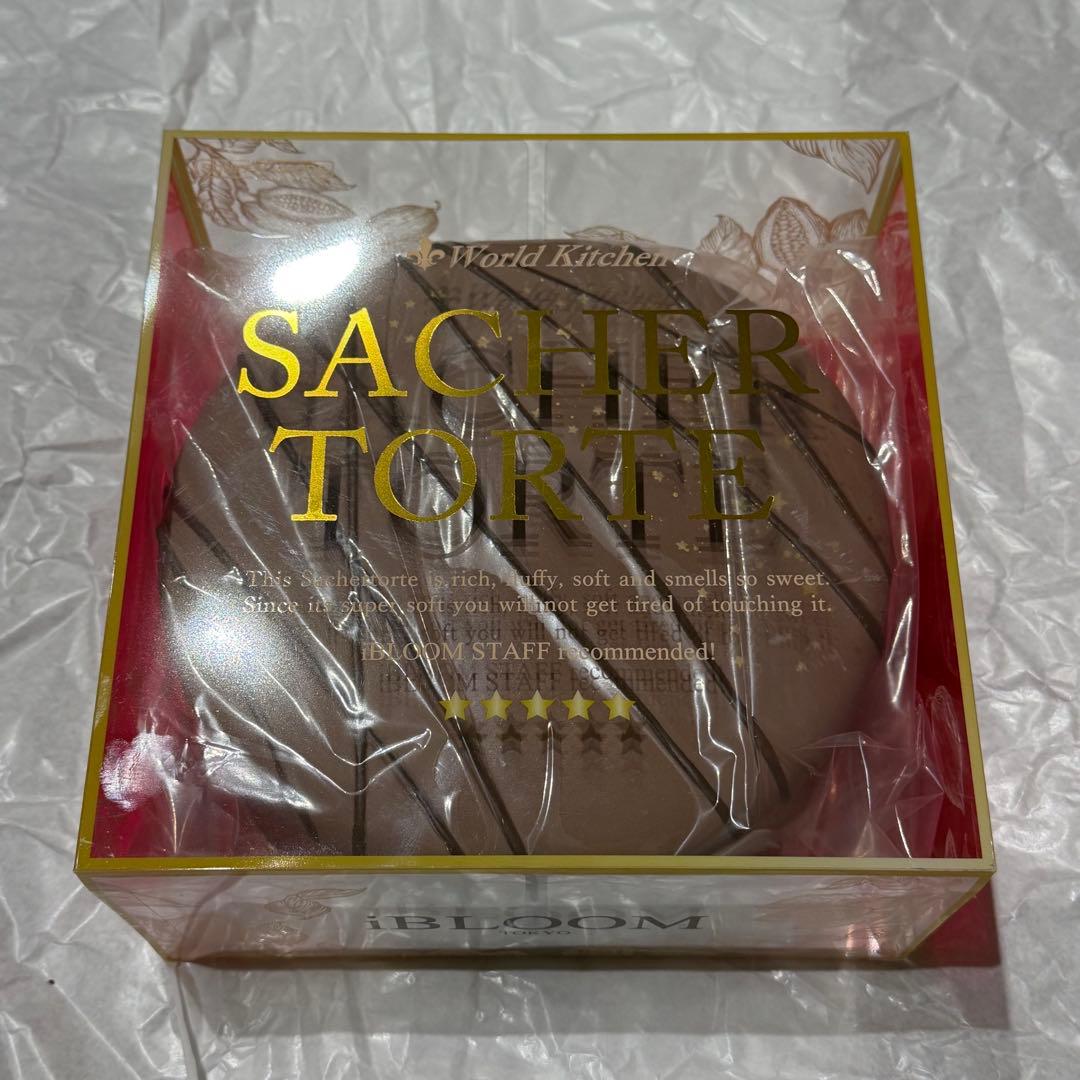 World Kitchen
SACHER
TORTE
This Sachertorte is rich, fluffy, soft and smells so sweet.
Since its super soft you will not get tired of touching it.
iBLOOM STAFF recommended!
iBLOOM
TOKYO